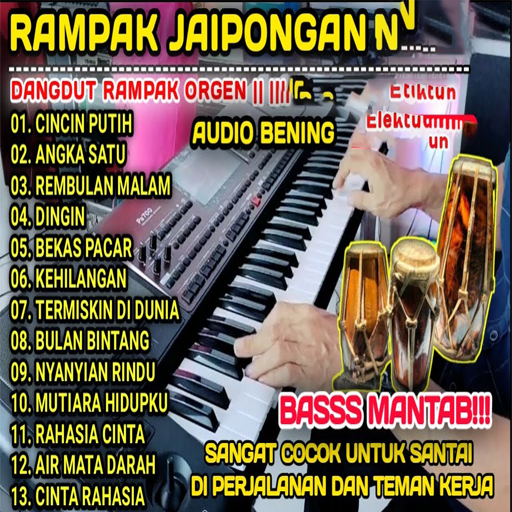 RAMPAK JAIPONGAN
DANGDUT RAMPAK ORGEN ||
AUDIO BENING
01. CINCIN PUTIH
02. ANGKA SATU
03. REMBULAN MALAM
04. DINGIN
05. BEKAS PACAR
06. KEHILANGAN
07. TERMISKIN DI DUNIA
08. BULAN BINTANG
09. NYANYIAN RINDU
10. MUTIARA HIDUPKU
11. RAHASIA CINTA
12. AIR MATA DARAH
13. CINTA RAHASIA
BASSS MANTAB!!!
SANGAT COCOK UNTUK SANTAI
DI PERJALANAN DAN TEMAN KERJA